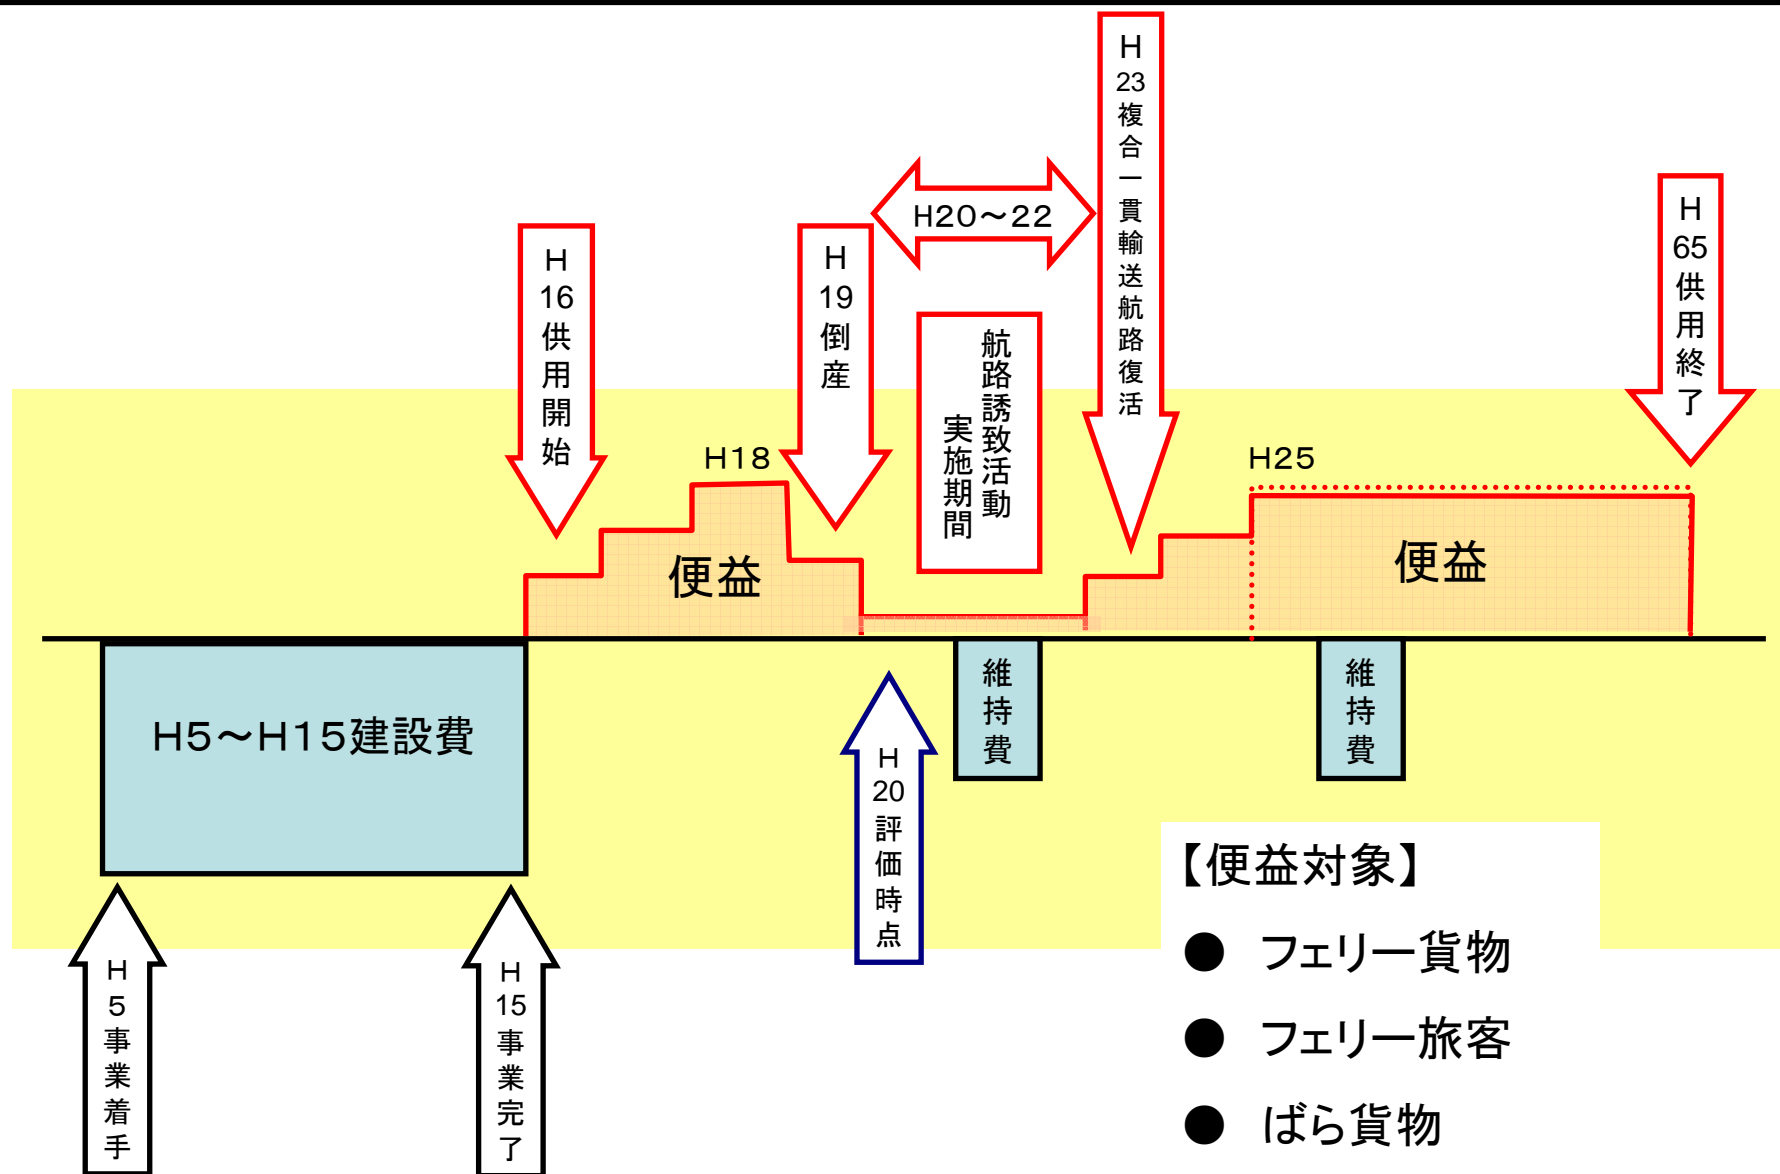 H16供用開始
H18
H19倒産
H20～22
航路誘致活動
実施期間
H23複合一貫輸送航路復活
H25
H65供用終了
便益
便益
H5～H15建設費
維持費
維持費
H20評価時点
H5事業着手
H15事業完了
【便益対象】
● フェリー貨物
● フェリー旅客
● ばら貨物